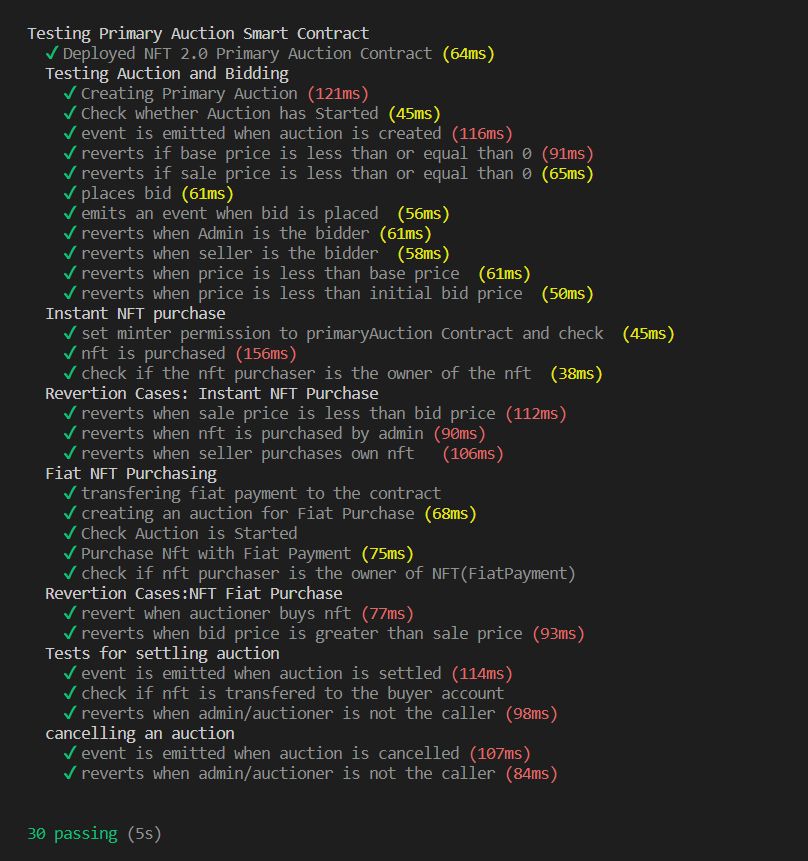 Testing Primary Auction Smart Contract
✓ Deployed NFT 2.0 Primary Auction Contract (64ms)
Testing Auction and Bidding
✓ Creating Primary Auction (121ms)
✓ Check whether Auction has Started (45ms)
✓ event is emitted when auction is created (116ms)
✓ reverts if base price is less than or equal than 0 (91ms)
✓ reverts if sale price is less than or equal than 0 (65ms)
✓ places bid (61ms)
✓ emits an event when bid is placed  (56ms)
✓ reverts when Admin is the bidder (61ms)
✓ reverts when seller is the bidder  (58ms)
✓ reverts when price is less than base price  (61ms)
✓ reverts when price is less than initial bid price  (50ms)
Instant NFT purchase
✓ set minter permission to primaryAuction Contract and check  (45ms)
✓ nft is purchased (156ms)
✓ check if the nft purchaser is the owner of the nft  (38ms)
Revertion Cases: Instant NFT Purchase
✓ reverts when sale price is less than bid price (112ms)
✓ reverts when nft is purchased by admin (90ms)
✓ reverts when seller purchases own nft   (106ms)
Fiat NFT Purchasing
✓ transfering fiat payment to the contract
✓ creating an auction for Fiat Purchase (68ms)
✓ Check Auction is Started
✓ Purchase Nft with Fiat Payment (75ms)
✓ check if nft purchaser is the owner of NFT(FiatPayment)
Revertion Cases:NFT Fiat Purchase
✓ revert when auctioner buys nft (77ms)
✓ reverts when bid price is greater than sale price (93ms)
Tests for settling auction
✓ event is emitted when auction is settled (114ms)
✓ check if nft is transfered to the buyer account
✓ reverts when admin/auctioner is not the caller (98ms)
cancelling an auction
✓ event is emitted when auction is cancelled (107ms)
✓ reverts when admin/auctioner is not the caller (84ms)
30 passing (5s)